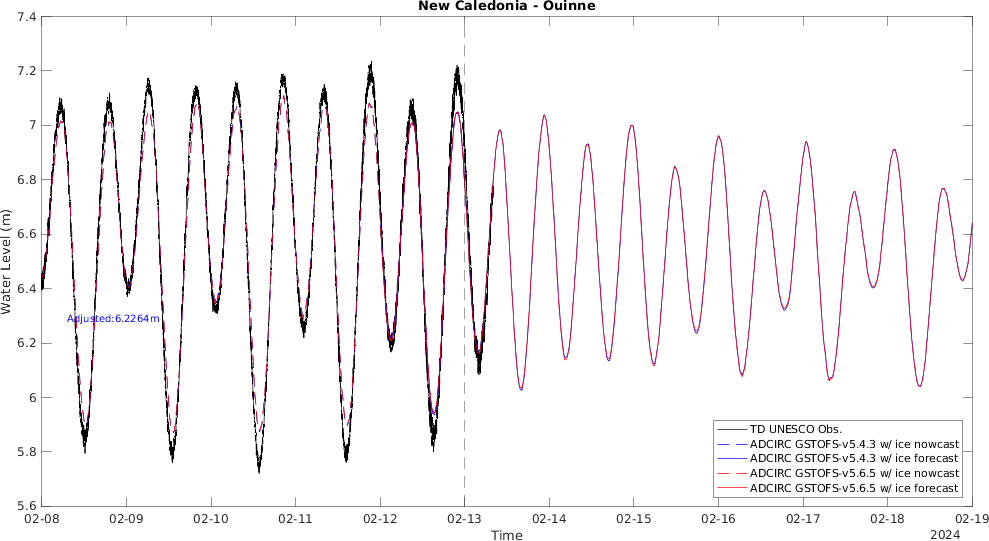 New Caledonia - Ouinne
7.4
7.2
7
6.8
6.6
6.4
6.2
6
5.8
5.6
Water Level (m)
Adjusted:6.2264m
TD UNESCO Obs.
ADCIRC GSTOFS-v5.4.3 w/ ice nowcast
ADCIRC GSTOFS-v5.4.3 w/ ice forecast
ADCIRC GSTOFS-v5.6.5 w/ ice nowcast
ADCIRC GSTOFS-v5.6.5 w/ ice forecast
02-08 02-09 02-10 02-11 02-12 02-13 02-14 02-15 02-16 02-17 02-18 02-19
Time
2024